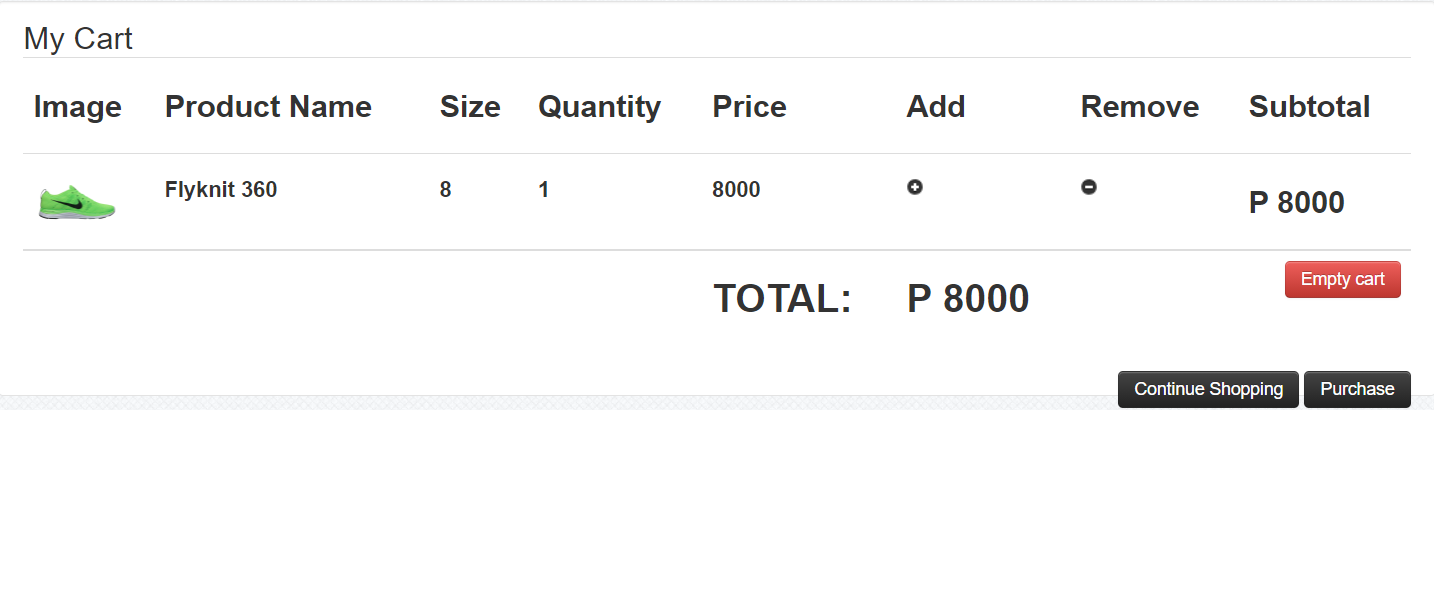 My Cart
Image Product Name Size Quantity Price Add Remove Subtotal
Flyknit 360 8 1 8000 P 8000
TOTAL: P 8000 Empty cart
Continue Shopping Purchase